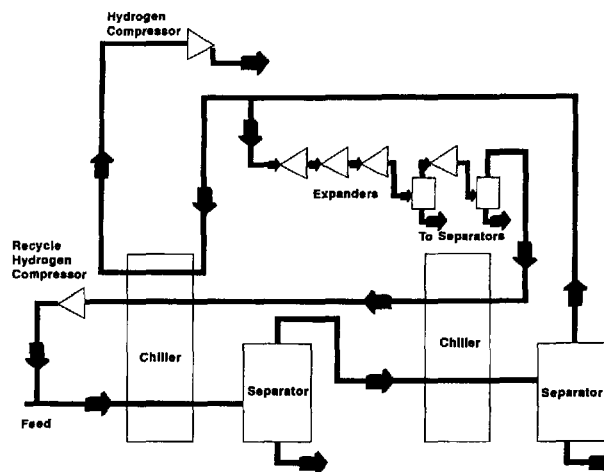 Hydrogen
Compressor
Expanders
To Separators
Recycle
Hydrogen
Compressor
Chiller
Chiller
Separator
Separator
Feed